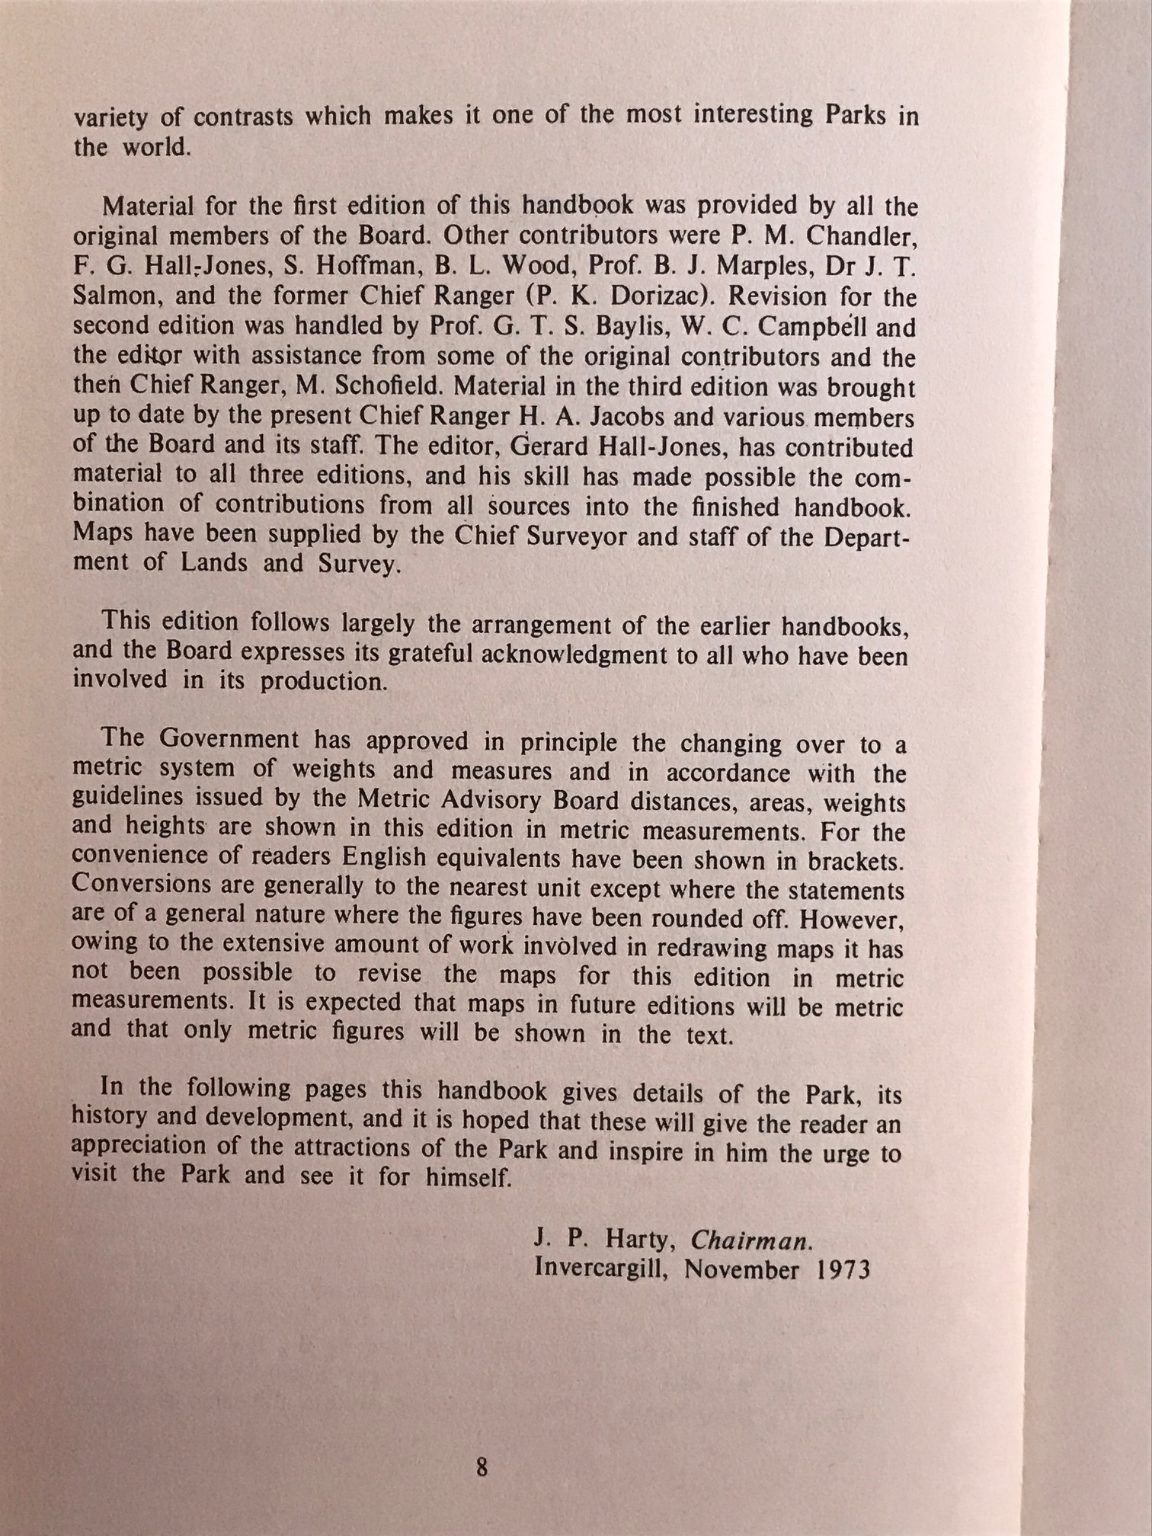 variety of contrasts which makes it one of the most interesting Parks in
the world.
Material for the first edition of this handbook was provided by all the
original members of the Board. Other contributors were P. M. Chandler,
F. G. Hall-Jones, S. Hoffman, B. L. Wood, Prof. B. J. Marples, Dr J. T.
Salmon, and the former Chief Ranger (P. K. Dorizac). Revision for the
second edition was handled by Prof. G. T. S. Baylis, W. C. Campbell and
the editor with assistance from some of the original contributors and the
then Chief Ranger, M. Schofield. Material in the third edition was brought
up to date by the present Chief Ranger H. A. Jacobs and various members
of the Board and its staff. The editor, Gerard Hall-Jones, has contributed
material to all three editions, and his skill has made possible the com-
bination of contributions from all sources into the finished handbook.
Maps have been supplied by the Chief Surveyor and staff of the Depart-
ment of Lands and Survey.
This edition follows largely the arrangement of the earlier handbooks,
and the Board expresses its grateful acknowledgment to all who have been
involved in its production.
The Government has approved in principle the changing over to a
metric system of weights and measures and in accordance with the
guidelines issued by the Metric Advisory Board distances, areas, weights
and heights are shown in this edition in metric measurements. For the
convenience of readers English equivalents have been shown in brackets.
Conversions are generally to the nearest unit except where the statements
are of a general nature where the figures have been rounded off. However,
owing to the extensive amount of work involved in redrawing maps it has
not been possible to revise the maps for this edition in metric
measurements. It is expected that maps in future editions will be metric
and that only metric figures will be shown in the text.
In the following pages this handbook gives details of the Park, its
history and development, and it is hoped that these will give the reader an
appreciation of the attractions of the Park and inspire in him the urge to
visit the Park and see it for himself.
J. P. Harty, Chairman.
Invercargill, November 1973
8